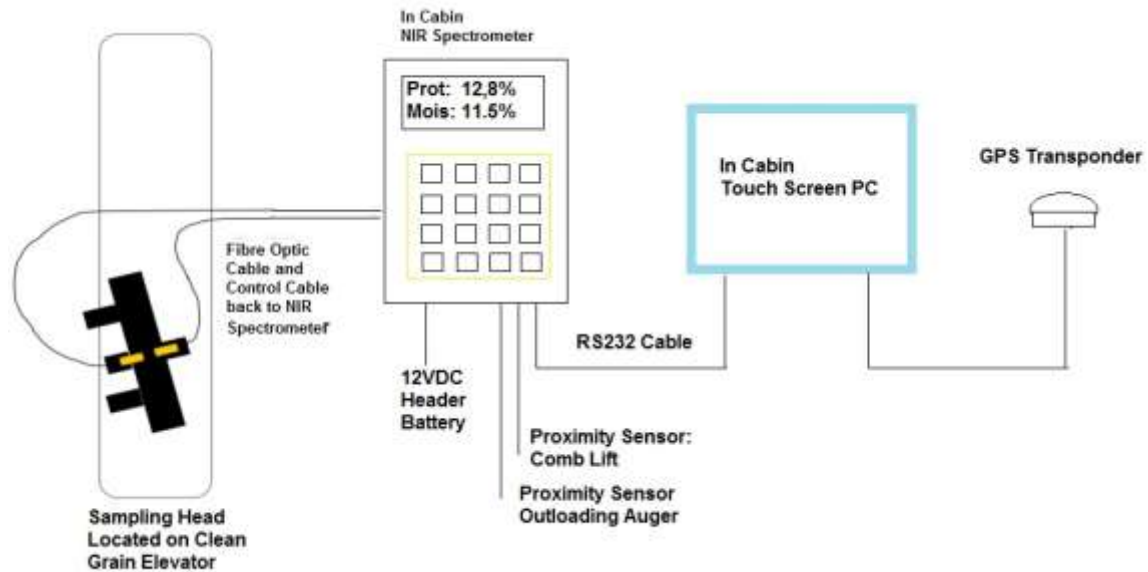 In Cabin
NIR Spectrometer
Prot: 12,8%
Mois: 11.5%
In Cabin
Touch Screen PC
GPS Transponder
Fibre Optic
Cable and
Control Cable
back to NIR
Spectrometer
RS232 Cable
12VDC
Header
Battery
Proximity Sensor:
Comb Lift
Proximity Sensor
Outloading Auger
Sampling Head
Located on Clean
Grain Elevator